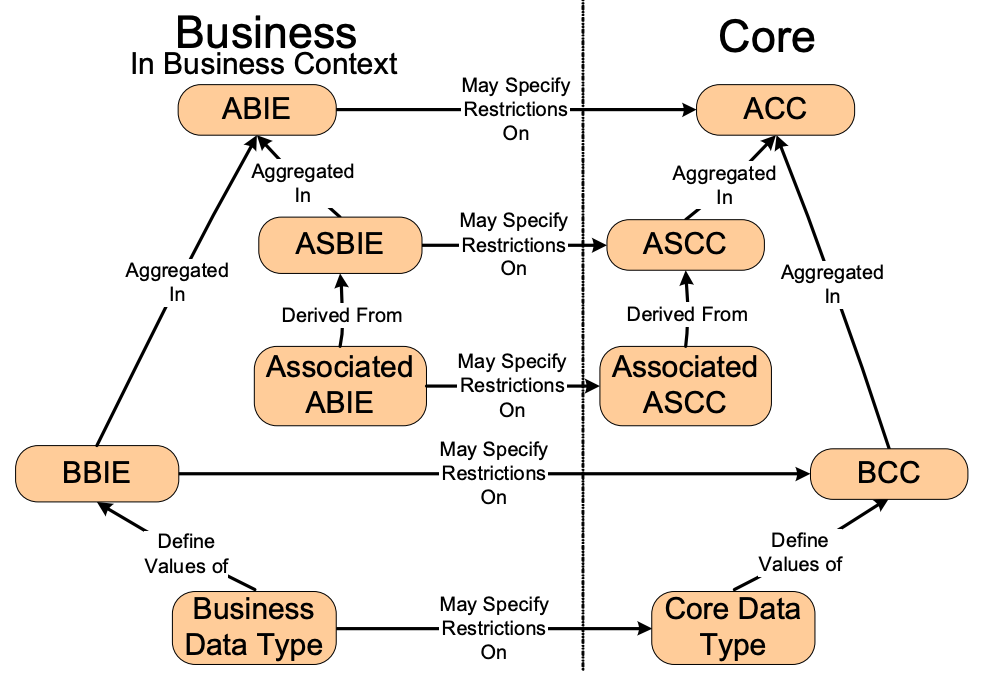 Business
In Business Context
Core
ABIE
May Specify
Restrictions
On
ACC
Aggregated
In
Aggregated
In
ASBIE
May Specify
Restrictions
On
ASCC
Aggregated
In
Aggregated
In
Derived From
Derived From
Associated
ABIE
May Specify
Restrictions
On
Associated
ASCC
BBIE
May Specify
Restrictions
On
BCC
Define
Values of
Define
Values of
Business
Data Type
May Specify
Restrictions
On
Core Data
Type